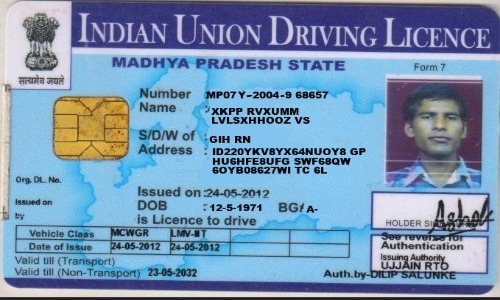 INDIAN UNION DRIVING LICENCE
सत्यमेव जयते
MADHYA PRADESH STATE
Form 7
Number : MP07Y-2004-9 68657
Name : XKPP RVXUMM
LVLSXHHOOZ VS
S/D/W of : GIH RN
Address : ID220YKV8YX64NUOY8 GP
HU6HFE8UFG SWF68QW
6OYB08627WI TC 6L
Org. DL. No.
Issued on
by
Issued on:24-05-2012
DOB : 12-5-1971 BG: A-
is Licence to drive
HOLDER
Vehicle Class MCWGR LMV-NT
Date of Issue 24-05-2012 24-05-2012
Valid till (Transport)
Valid till (Non-Transport) 23-05-2032
See reverse for
Authentication
Issuing Authority
UJJAIN RTO
Auth.by-DILIP SALUNKE